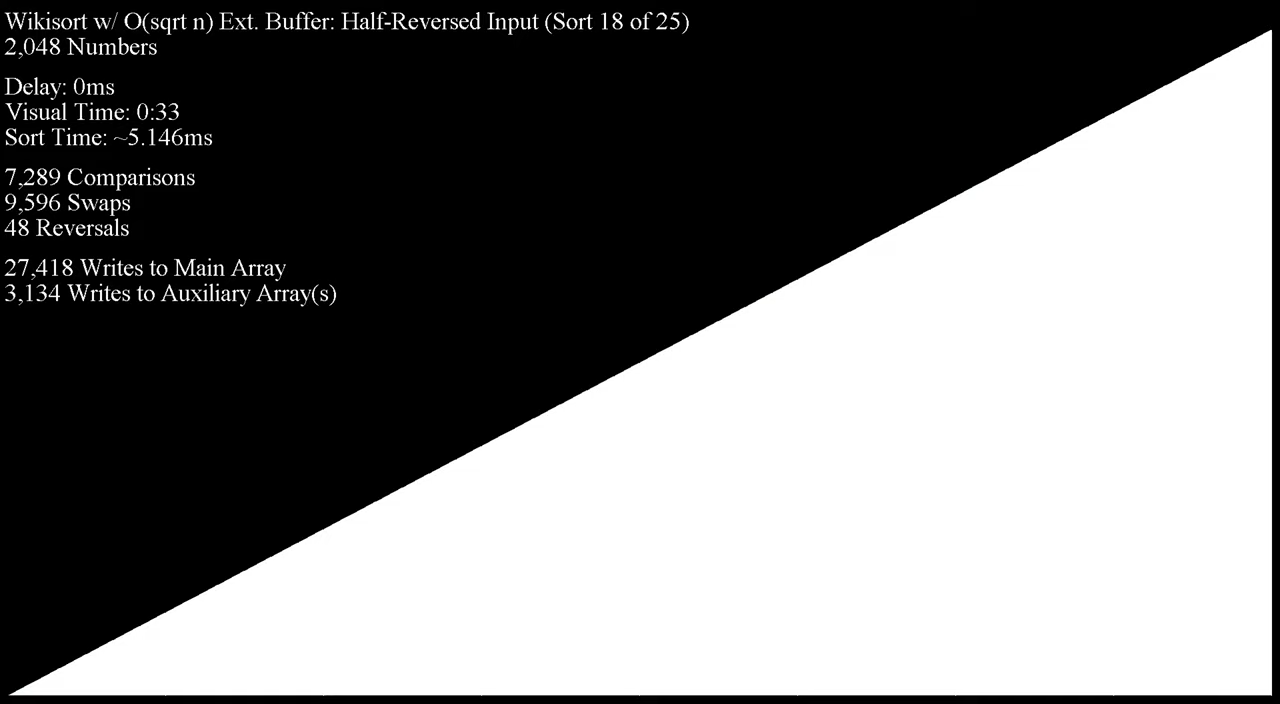 Wikisort w/ O(sqrt n) Ext. Buffer: Half-Reversed Input (Sort 18 of 25)
2,048 Numbers
Delay: 0ms
Visual Time: 0:33
Sort Time: ~5.146ms
7,289 Comparisons
9,596 Swaps
48 Reversals
27,418 Writes to Main Array
3,134 Writes to Auxiliary Array(s)